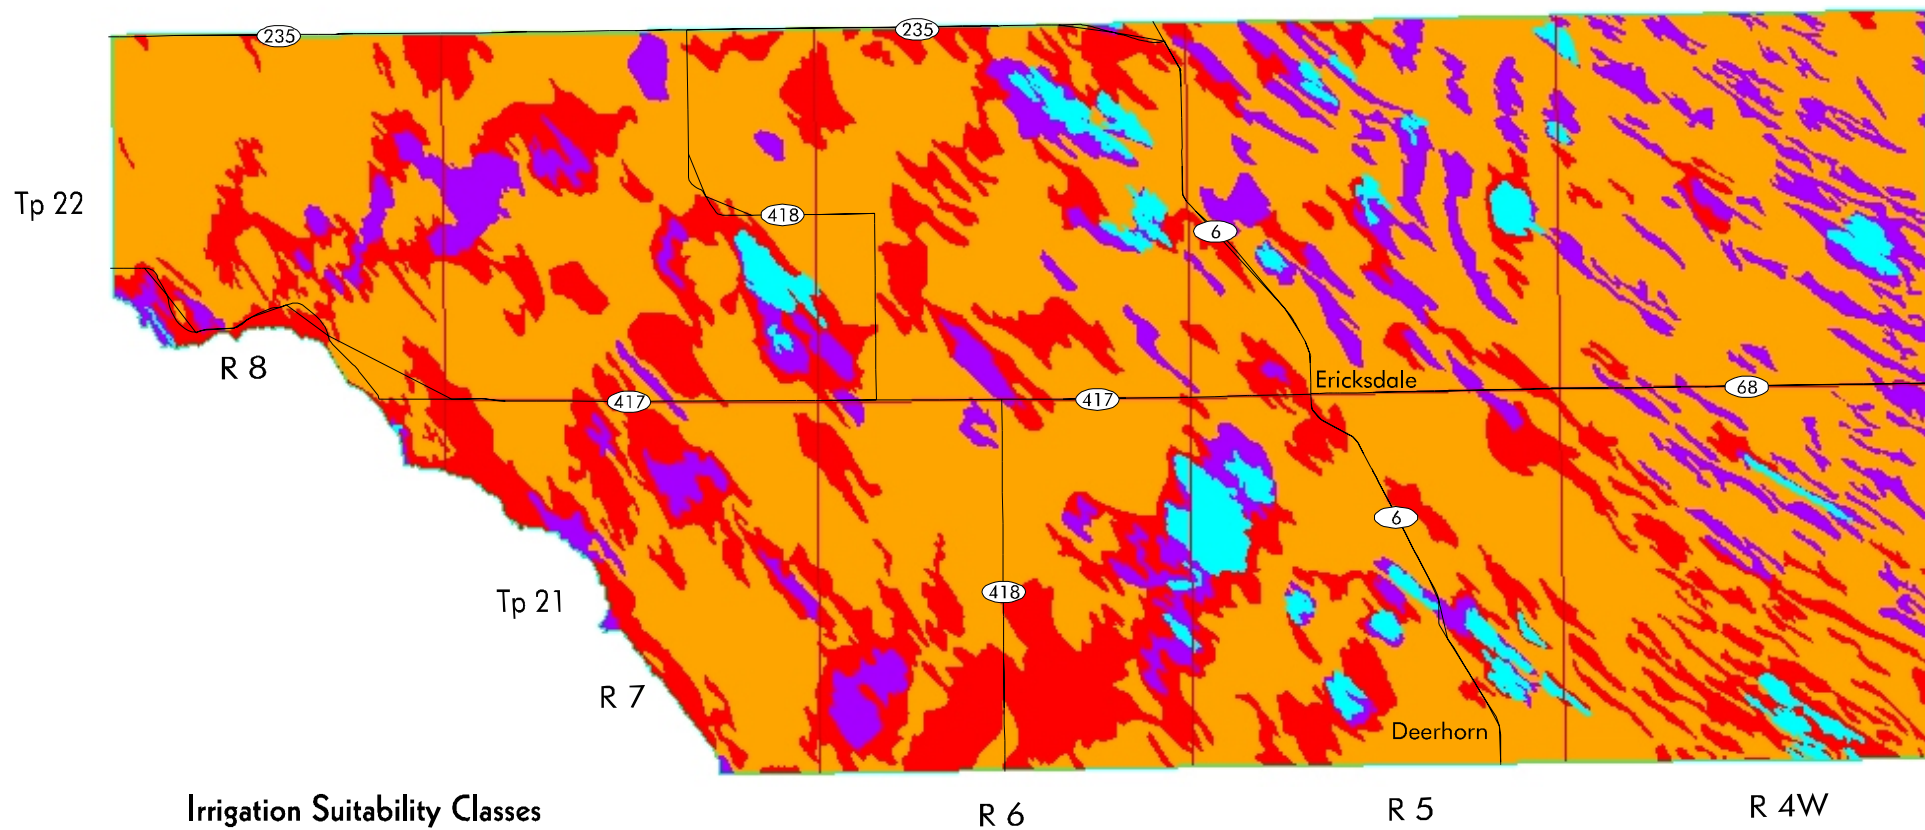 235
235
Tp 22
418
6
R 8
Ericksdale
68
417
417
6
418
Tp 21
R 7
Deerhorn
Irrigation Suitability Classes
R 6
R 5
R 4W